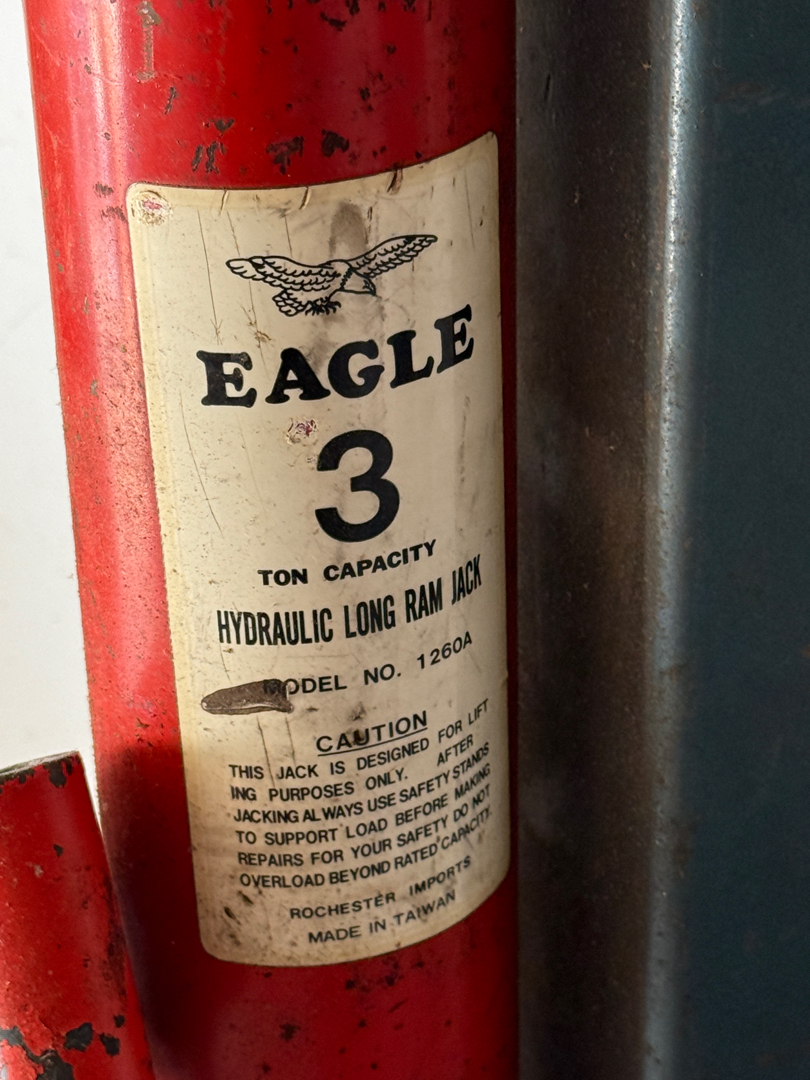 EAGLE
3
TON CAPACITY
HYDRAULIC LONG RAM JACK
MODEL NO. 1260A
CAUTION
THIS JACK IS DESIGNED FOR LIFT
ING PURPOSES ONLY. AFTER
JACKING ALWAYS USE SAFETY STANDS
TO SUPPORT LOAD BEFORE MAKING
REPAIRS FOR YOUR SAFETY DO NOT
OVERLOAD BEYOND RATED CAPACITY.
ROCHESTER IMPORTS
MADE IN TAIWAN